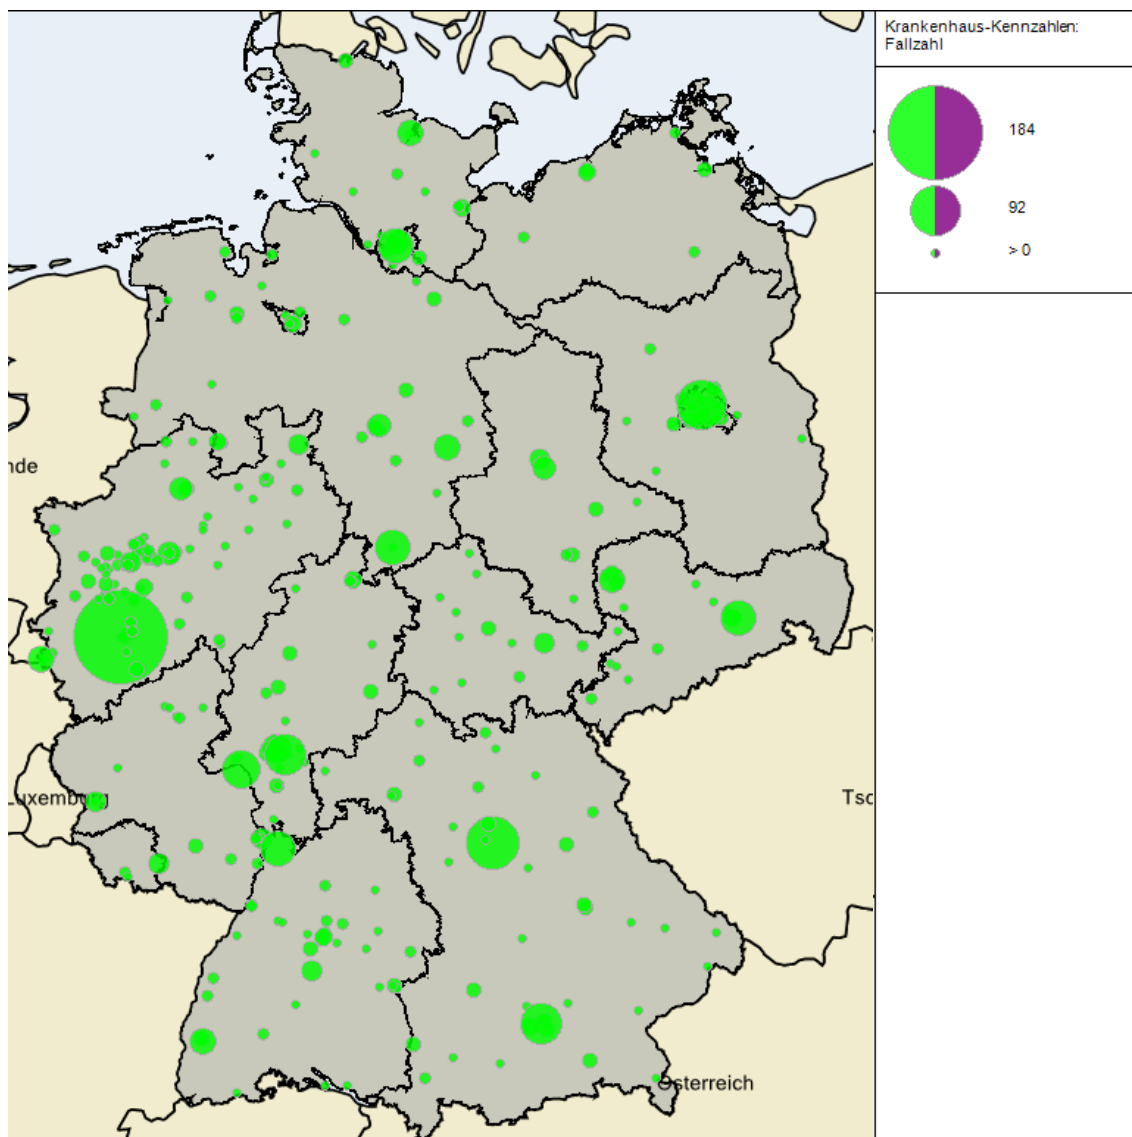 Krankenhaus-Kennzahlen:
Fallzahl
184
92
> 0
nde
Luxemburg
Tsc
Österreich